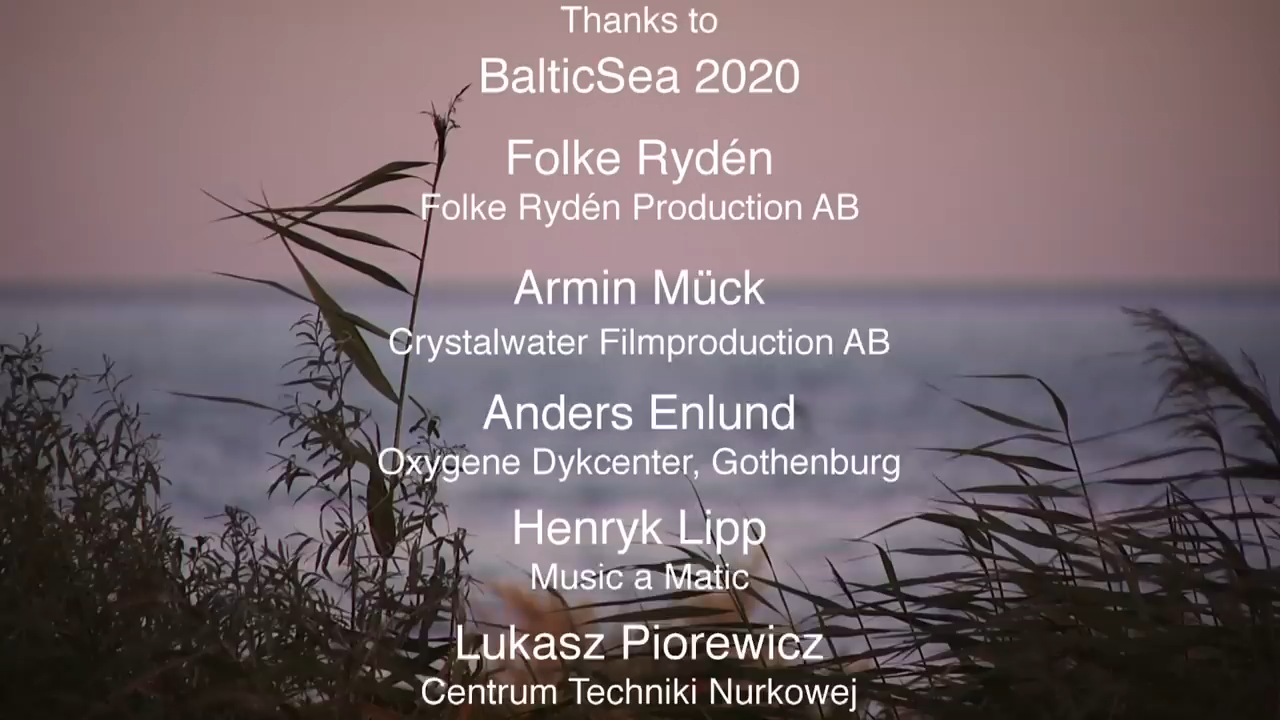 Thanks to
BalticSea 2020
Folke Rydén
Folke Rydén Production AB
Armin Mück
Crystalwater Filmproduction AB
Anders Enlund
Oxygene Dykcenter, Gothenburg
Henryk Lipp
Music a Matic
Lukasz Piorewicz
Centrum Techniki Nurkowej